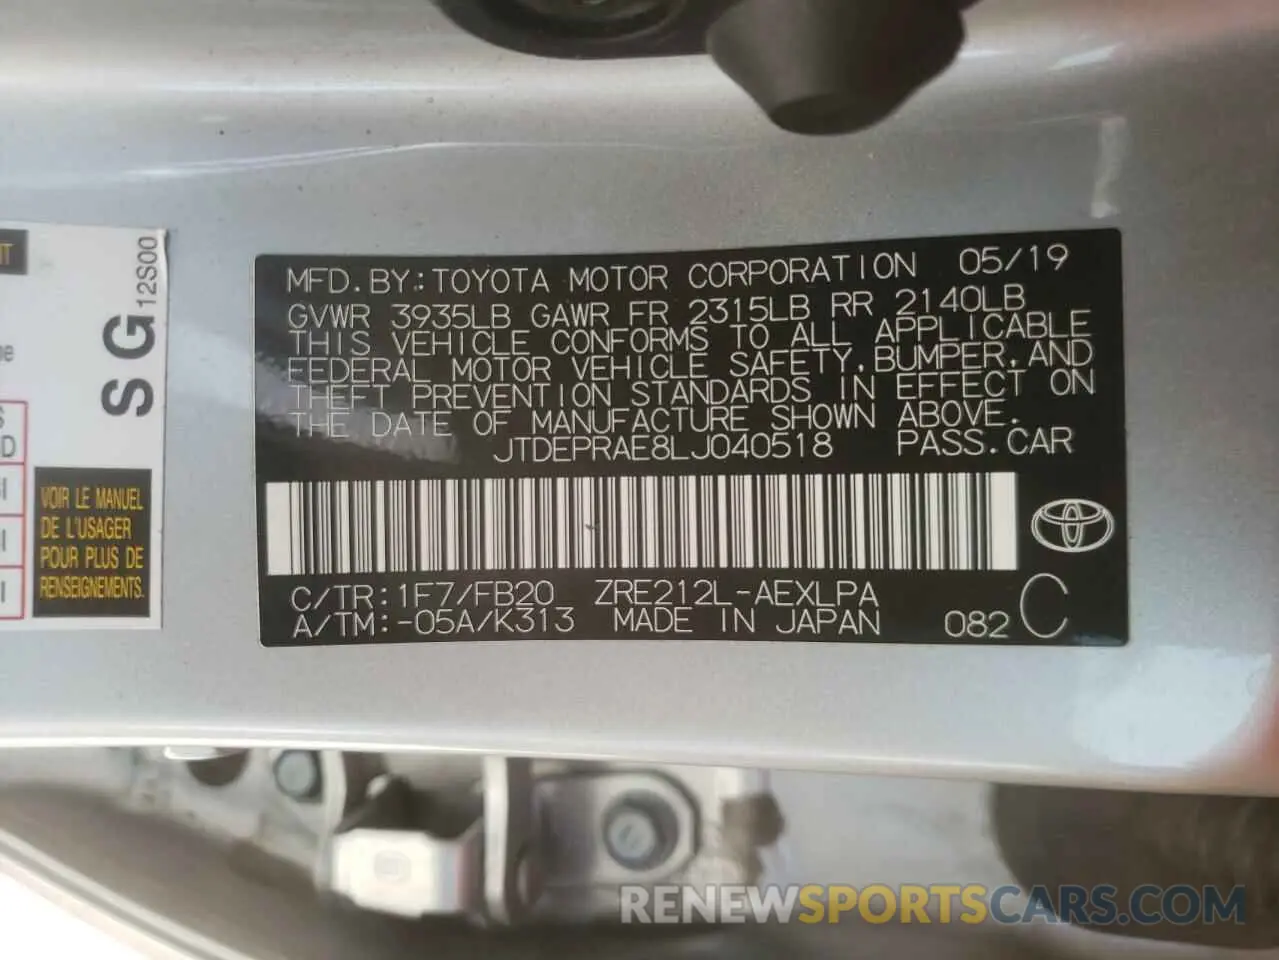 MFD. BY: TOYOTA MOTOR CORPORATION 05/19
GVWR 3935LB GAWR FR 2315LB RR 2140LB
THIS VEHICLE CONFORMS TO ALL APPLICABLE
FEDERAL MOTOR VEHICLE SAFETY, BUMPER, AND
THEFT PREVENTION STANDARDS IN EFFECT ON
THE DATE OF MANUFACTURE SHOWN ABOVE.
JTDEPRAE8LJ040518 PASS. CAR
C/TR: 1F7/FB20 ZRE212L-AEXLPA
A/TM: -05A/K313 MADE IN JAPAN 082 C
SG
12S00
VOIR LE MANUEL
DE L'USAGER
POUR PLUS DE
RENSEIGNEMENTS.
RENEWSPORTSCARS.COM